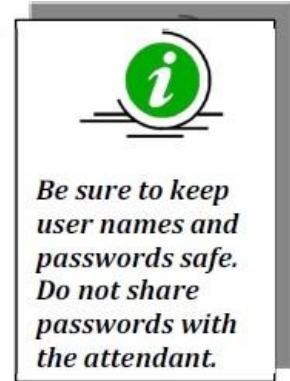 i
Be sure to keep
user names and
passwords safe.
Do not share
passwords with
the attendant.